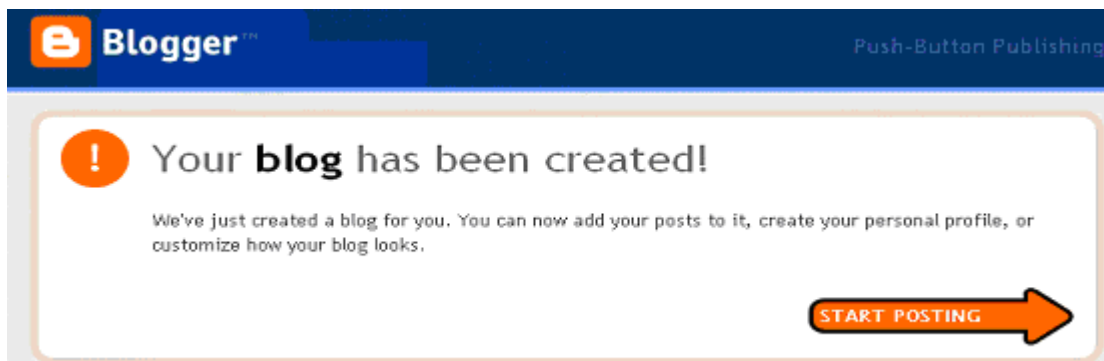 Blogger™
Push-Button Publishing
! Your blog has been created!
We've just created a blog for you. You can now add your posts to it, create your personal profile, or
customize how your blog looks.
START POSTING